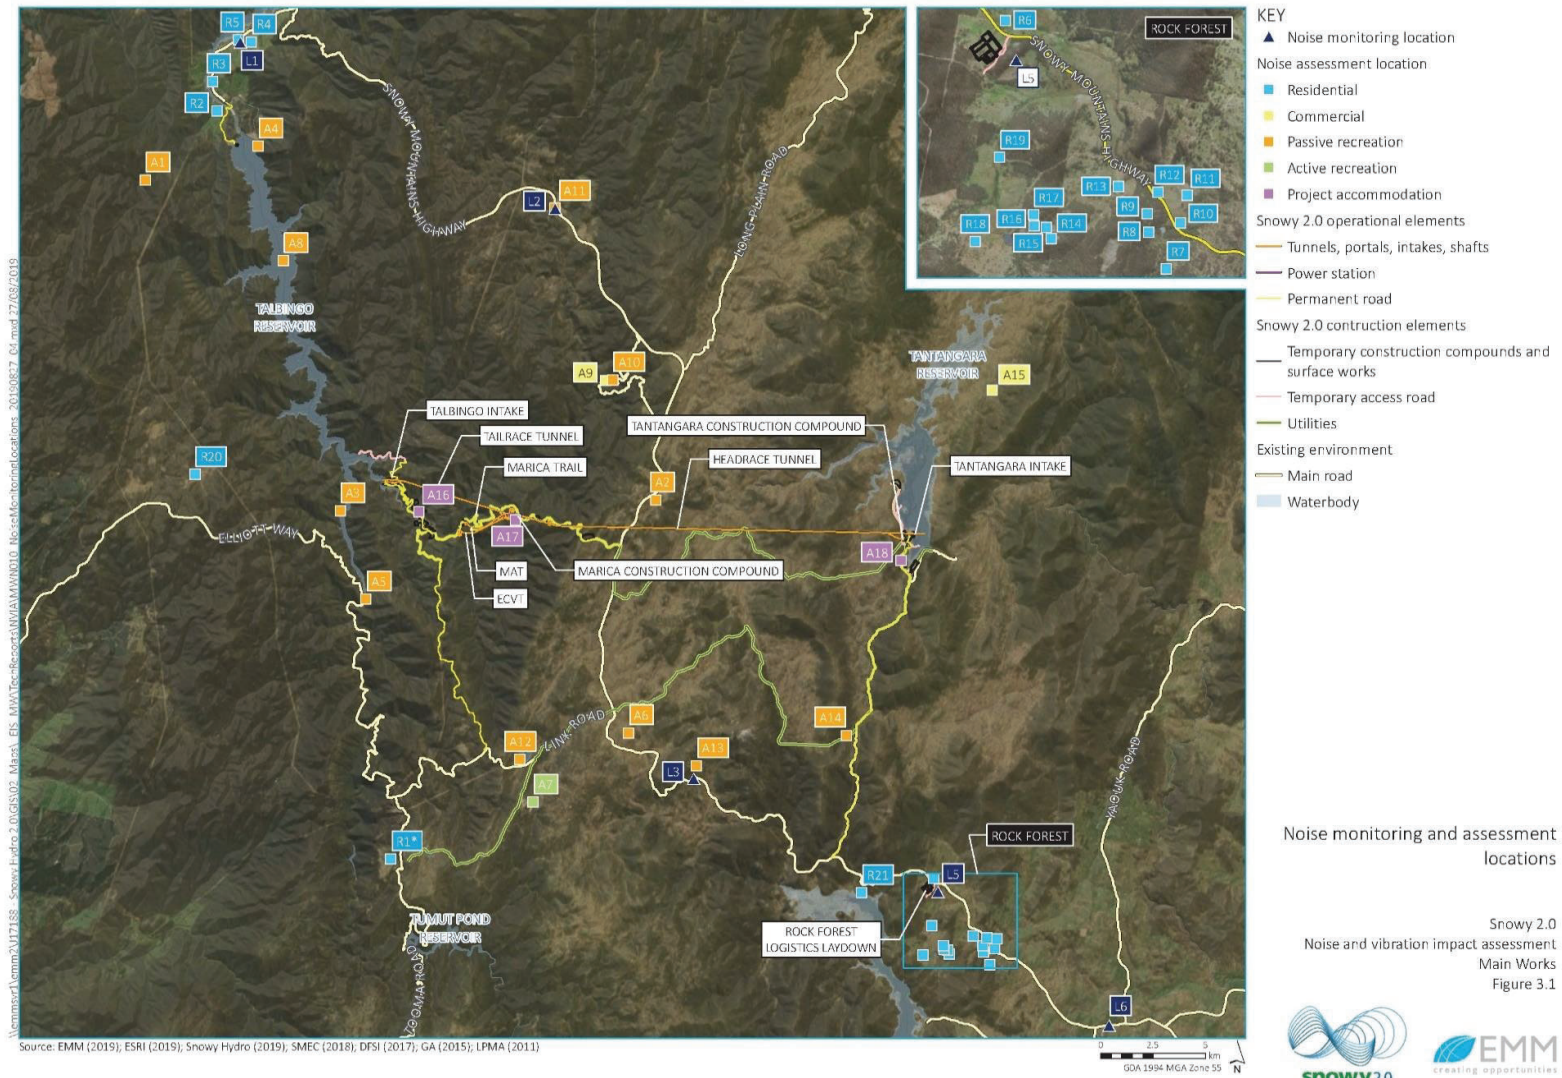 R5
R4
R3
L1
R2
A4
A1
SNOWY MOUNTAINS HIGHWAY
L2
A11
LONG PLAIN ROAD
A8
TALBINGO
RESERVOIR
ROCK FOREST
R6
SNOWY MOUNTAINS HIGHWAY
L5
R19
R12
R11
R13
R17
R9
R10
R18
R16
R14
R8
R15
R7
TANTANGARA
RESERVOIR
A15
A9
A10
TALBINGO INTAKE
TAILRACE TUNNEL
MARICA TRAIL
TANTANGARA CONSTRUCTION COMPOUND
HEADRACE TUNNEL
TANTANGARA INTAKE
R20
A3
A16
A2
ELLIOTT WAY
A17
A18
MAT
MARICA CONSTRUCTION COMPOUND
ECVT
A5
A6
A14
LINK ROAD
A12
A13
L3
A7
YAOUK ROAD
R1*
ROCK FOREST
R21
L5
TUMUT POND
RESERVOIR
ROCK FOREST
LOGISTICS LAYDOWN
L6
KEY
Noise monitoring location
Noise assessment location
Residential
Commercial
Passive recreation
Active recreation
Project accommodation
Snowy 2.0 operational elements
Tunnels, portals, intakes, shafts
Power station
Permanent road
Snowy 2.0 contruction elements
Temporary construction compounds and
surface works
Temporary access road
Utilities
Existing environment
Main road
Waterbody
Noise monitoring and assessment
locations
Snowy 2.0
Noise and vibration impact assessment
Main Works
Figure 3.1
Source: EMM (2019); ESRI (2019); Snowy Hydro (2019); SMEC (2018); DFSI (2017); GA (2015); LPMA (2011)
0 2.5 5
km
GDA 1994 MGA Zone 55
N
snowy2.0
EMM
creating opportunities